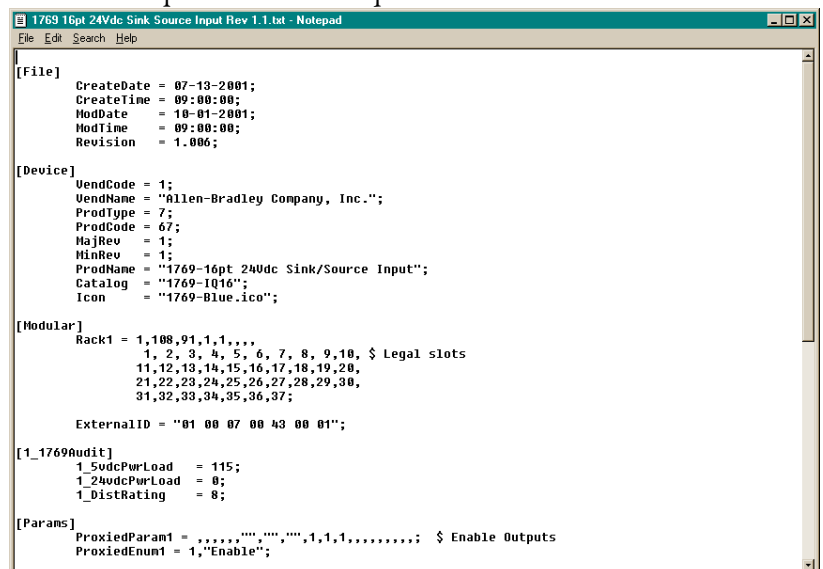 1769 16pt 24Vdc Sink Source Input Rev 1.1.txt - Notepad
File Edit Search Help
[File]
CreateDate = 07-13-2001;
CreateTime = 09:00:00;
ModDate = 10-01-2001;
ModTime = 09:00:00;
Revision = 1.006;
[Device]
VendCode = 1;
VendName = "Allen-Bradley Company, Inc.";
ProdType = 7;
ProdCode = 67;
MajRev = 1;
MinRev = 1;
ProdName = "1769-16pt 24Vdc Sink/Source Input";
Catalog = "1769-IQ16";
Icon = "1769-Blue.ico";
[Modular]
Rack1 = 1,108,91,1,1,,,,
1, 2, 3, 4, 5, 6, 7, 8, 9,10, $ Legal slots
11,12,13,14,15,16,17,18,19,20,
21,22,23,24,25,26,27,28,29,30,
31,32,33,34,35,36,37;
ExternalID = "01 00 07 00 43 00 01";
[1_1769Audit]
1_5vdcPwrLoad = 115;
1_24vdcPwrLoad = 0;
1_DistRating = 8;
[Params]
ProxiedParam1 = ,,,,,,"","","",1,1,1,,,,,,,,,; $ Enable Outputs
ProxiedEnum1 = 1,"Enable";